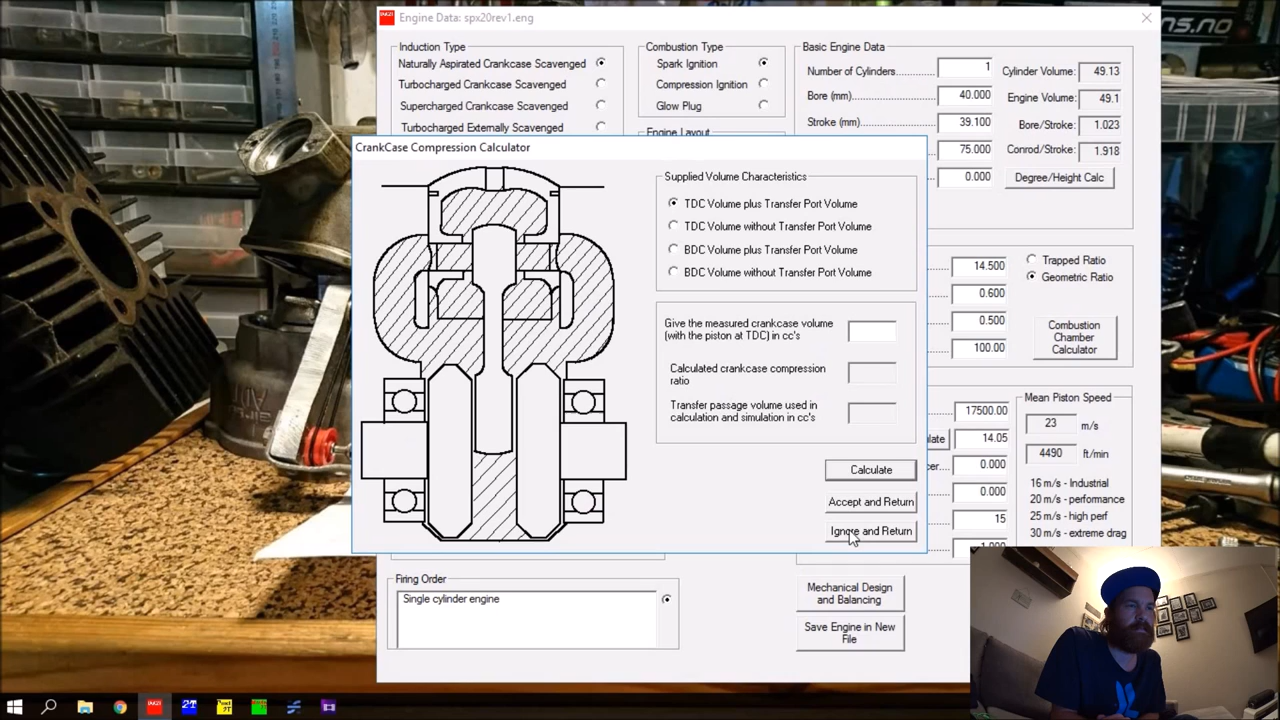 Engine Data: spx20rev1.eng
ns.no
Induction Type
Naturally Aspirated Crankcase Scavenged
Turbocharged Crankcase Scavenged
Supercharged Crankcase Scavenged
Turbocharged Externally Scavenged
Combustion Type
Spark Ignition
Compression Ignition
Glow Plug
Engine Layout
Basic Engine Data
Number of Cylinders
1
Bore (mm)
40.000
Stroke (mm)
39.100
75.000
0.000
Cylinder Volume: 49.13
Engine Volume: 49.1
Bore/Stroke: 1.023
Conrod/Stroke: 1.918
Degree/Height Calc
CrankCase Compression Calculator
Supplied Volume Characteristics
TDC Volume plus Transfer Port Volume
TDC Volume without Transfer Port Volume
BDC Volume plus Transfer Port Volume
BDC Volume without Transfer Port Volume
Give the measured crankcase volume
(with the piston at TDC) in cc's
Calculated crankcase compression
ratio
Transfer passage volume used in
calculation and simulation in cc's
Calculate
Accept and Return
Ignore and Return
14.500
0.600
0.500
100.00
Trapped Ratio
Geometric Ratio
Combustion
Chamber
Calculator
17500.00
14.05
0.000
0.000
15
1.000
Mean Piston Speed
23 m/s
4490 ft/min
16 m/s - Industrial
20 m/s - performance
25 m/s - high perf
30 m/s - extreme drag
Firing Order
Single cylinder engine
Mechanical Design
and Balancing
Save Engine in New
File
2T